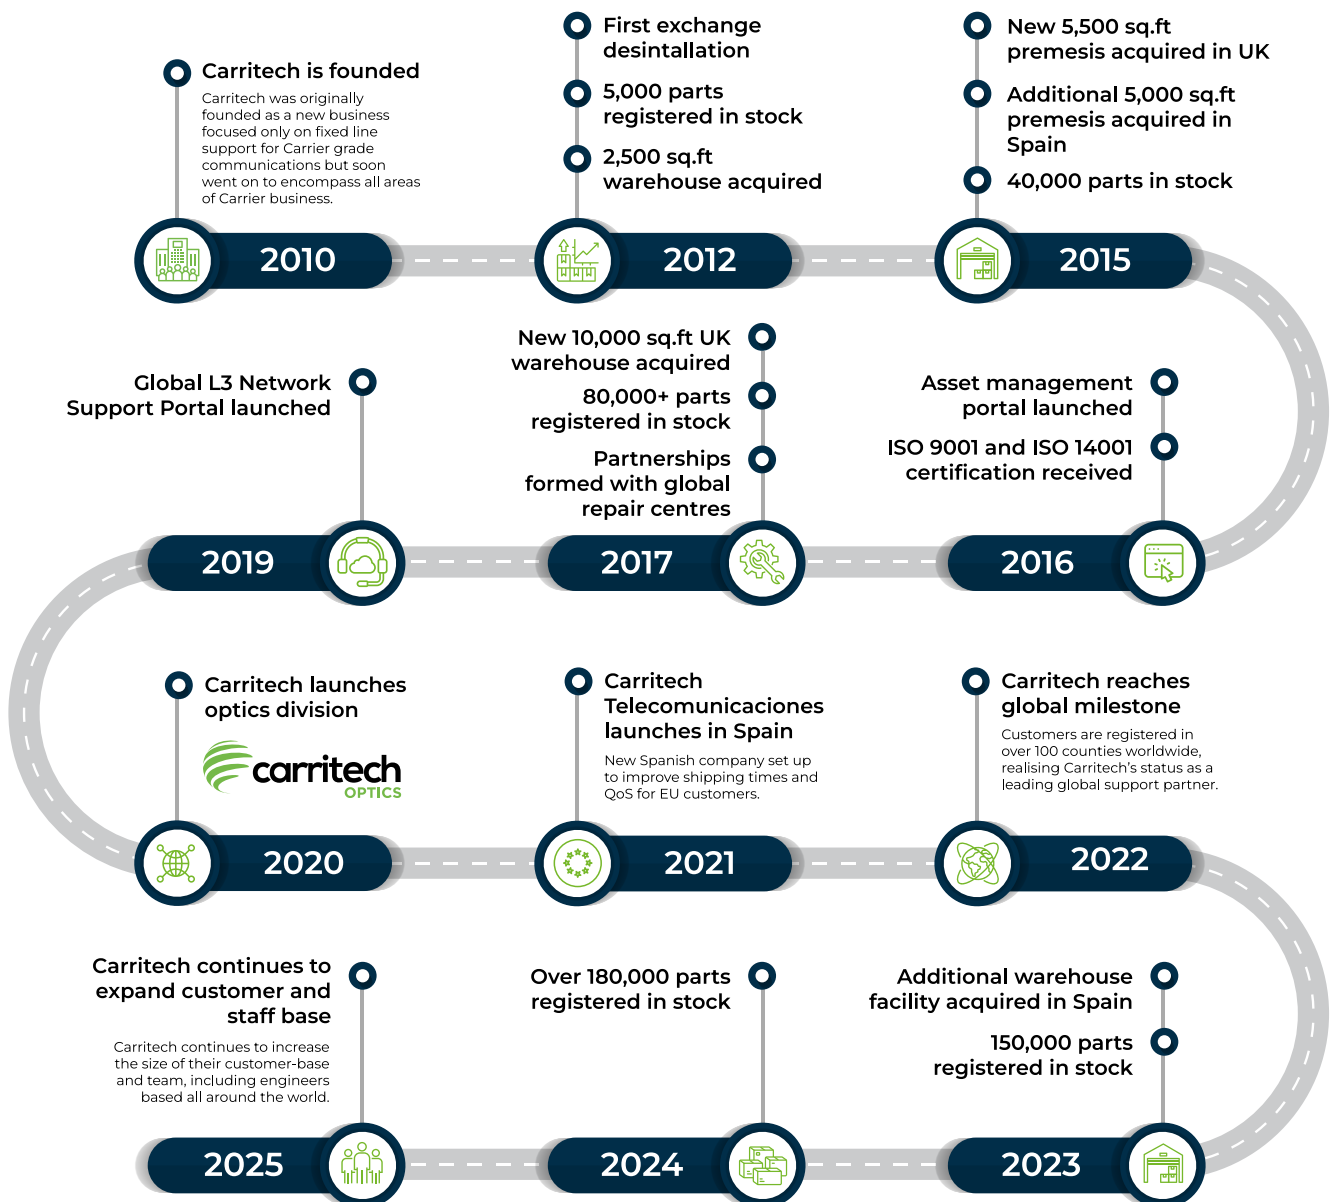 Carritech is founded
Carritech was originally
founded as a new business
focused only on fixed line
support for Carrier grade
communications but soon
went on to encompass all areas
of Carrier business.
2010
First exchange
desintallation
5,000 parts
registered in stock
2,500 sq.ft
warehouse acquired
2012
New 5,500 sq.ft
premesis acquired in UK
Additional 5,000 sq.ft
premesis acquired in
Spain
40,000 parts in stock
2015
Asset management
portal launched
ISO 9001 and ISO 14001
certification received
2016
New 10,000 sq.ft UK
warehouse acquired
80,000+ parts
registered in stock
Partnerships
formed with global
repair centres
2017
Global L3 Network
Support Portal launched
2019
Carritech launches
optics division
carritech
OPTICS
2020
Carritech
Telecomunicaciones
launches in Spain
New Spanish company set up
to improve shipping times and
QoS for EU customers.
2021
Carritech reaches
global milestone
Customers are registered in
over 100 counties worldwide,
realising Carritech's status as a
leading global support partner.
2022
Additional warehouse
facility acquired in Spain
150,000 parts
registered in stock
2023
Over 180,000 parts
registered in stock
2024
Carritech continues to
expand customer and
staff base
Carritech continues to increase
the size of their customer-base
and team, including engineers
based all around the world.
2025